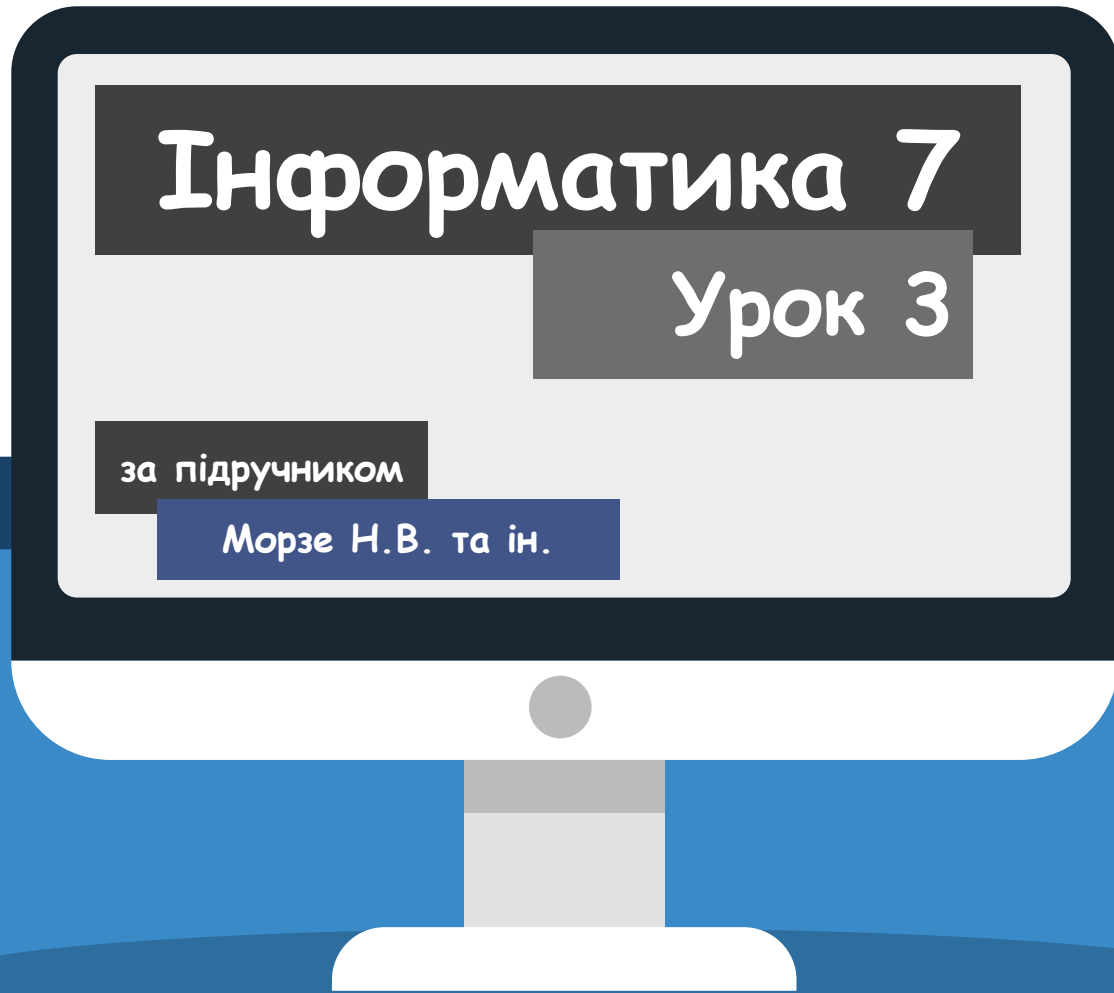 Інформатика 7
Урок 3
за підручником
Морзе Н.В. та ін.